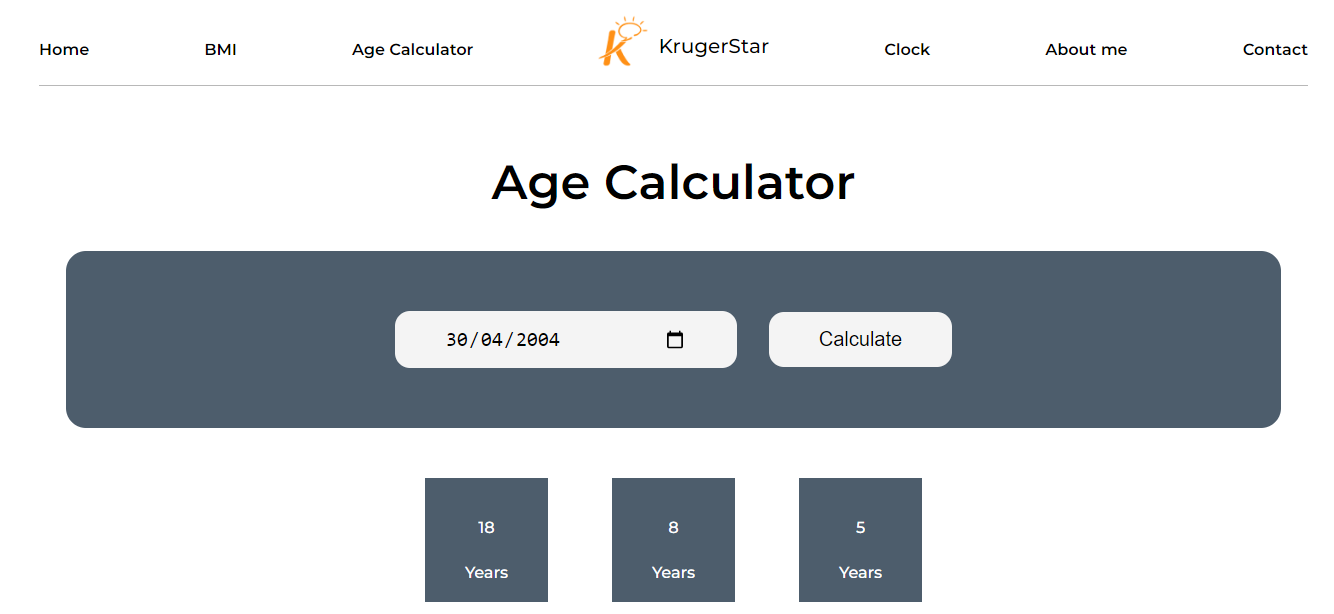 Home BMI Age Calculator KrugerStar Clock About me Contact
Age Calculator
30/04/2004 Calculate
18 8 5
Years Years Years